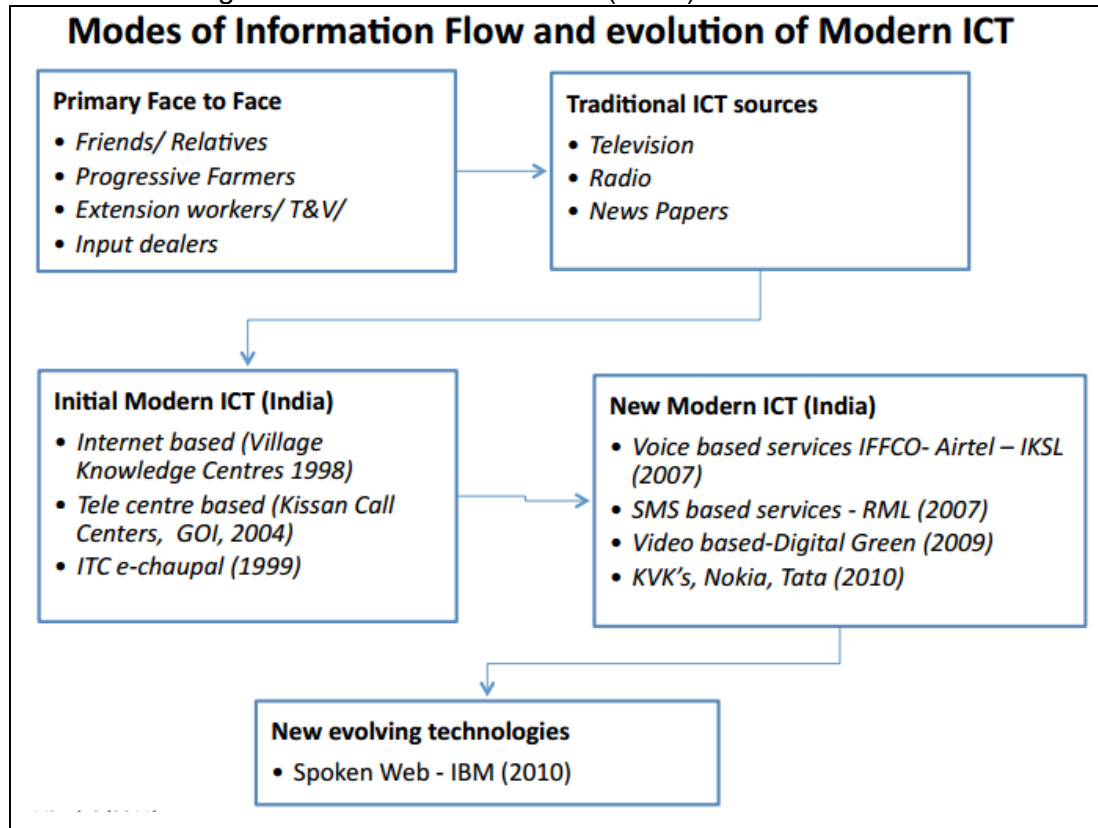 Modes of Information Flow and evolution of Modern ICT
Primary Face to Face
• Friends/ Relatives
• Progressive Farmers
• Extension workers/ T&V/
• Input dealers
Traditional ICT sources
• Television
• Radio
• News Papers
Initial Modern ICT (India)
• Internet based (Village
Knowledge Centres 1998)
• Tele centre based (Kissan Call
Centers, GOI, 2004)
• ITC e-chaupal (1999)
New Modern ICT (India)
• Voice based services IFFCO- Airtel – IKSL
(2007)
• SMS based services - RML (2007)
• Video based-Digital Green (2009)
• KVK's, Nokia, Tata (2010)
New evolving technologies
• Spoken Web - IBM (2010)